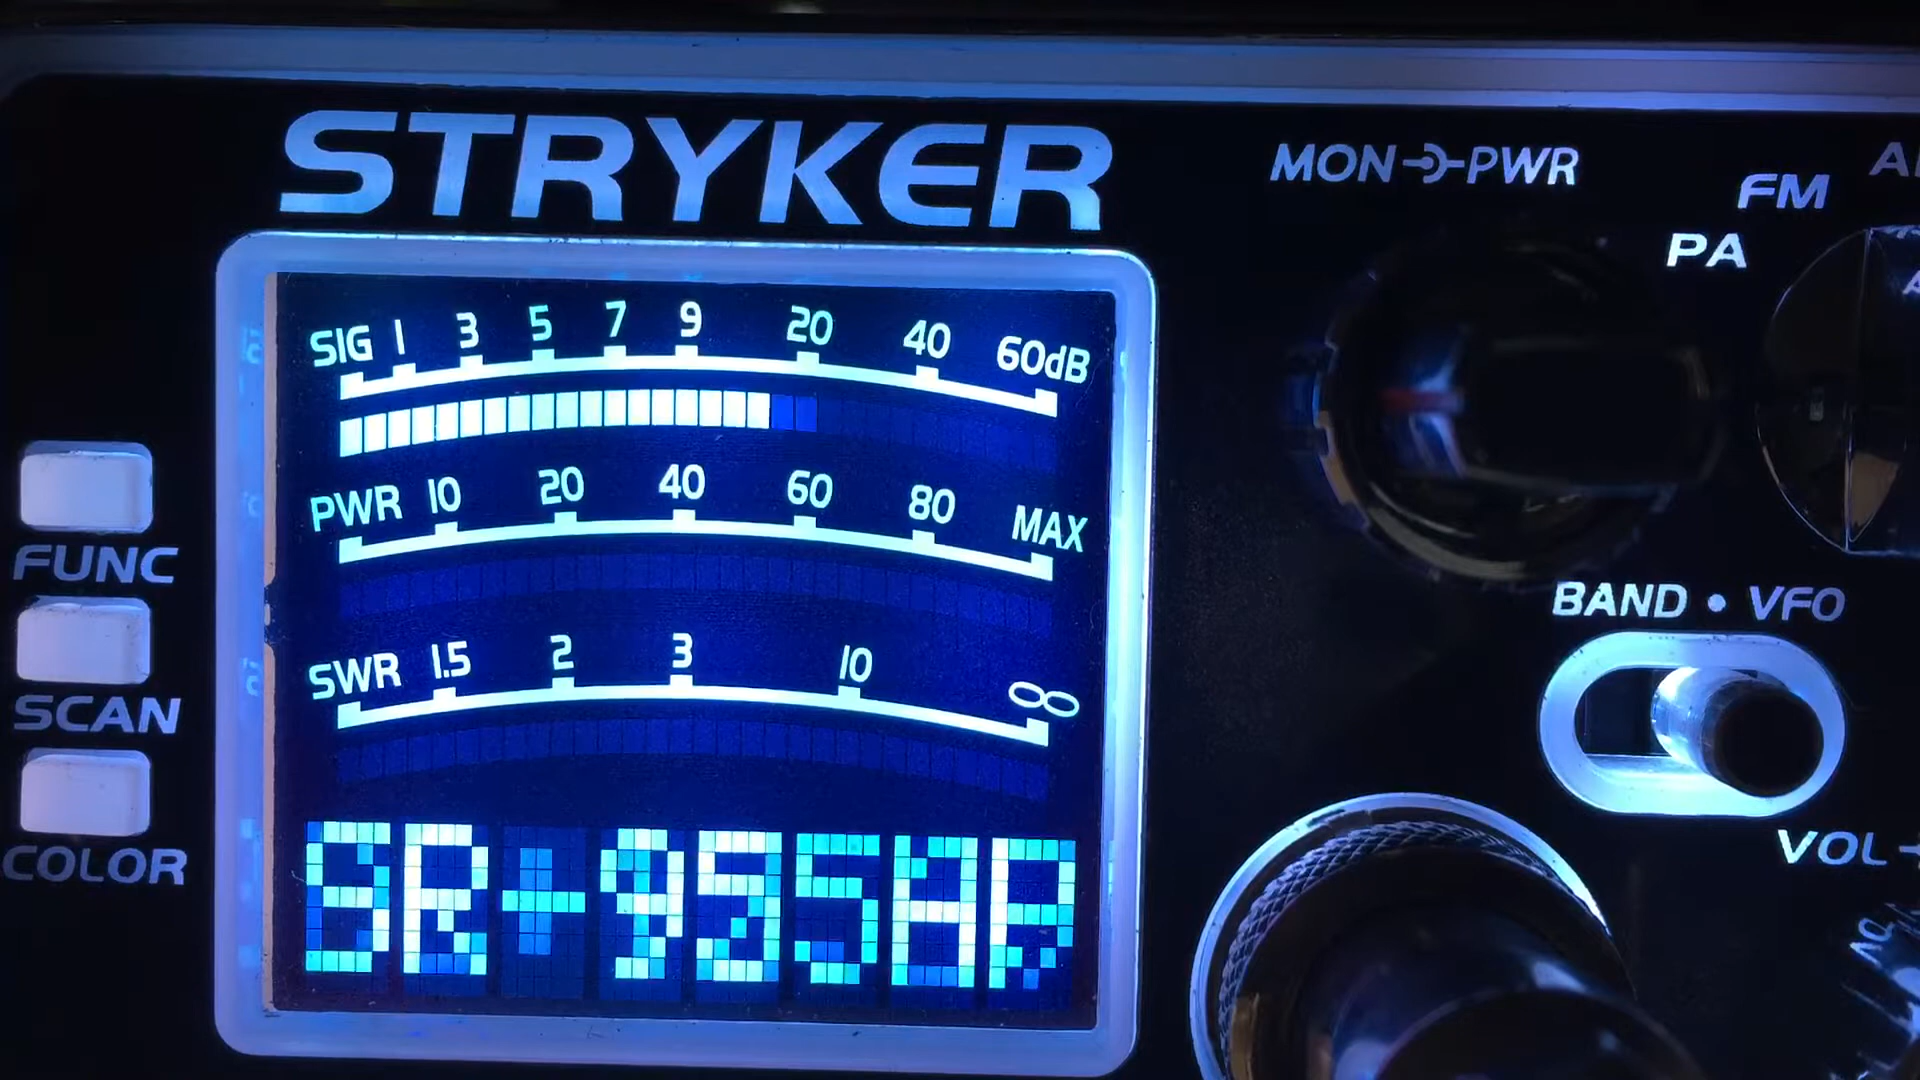 STRYKER
MON PWR
FM
PA
SIG 1 3 5 7 9 20 40 60dB
PWR 10 20 40 60 80 MAX
SWR 1.5 2 3 10 ∞
FUNC
SCAN
COLOR
BAND • VFO
VOL